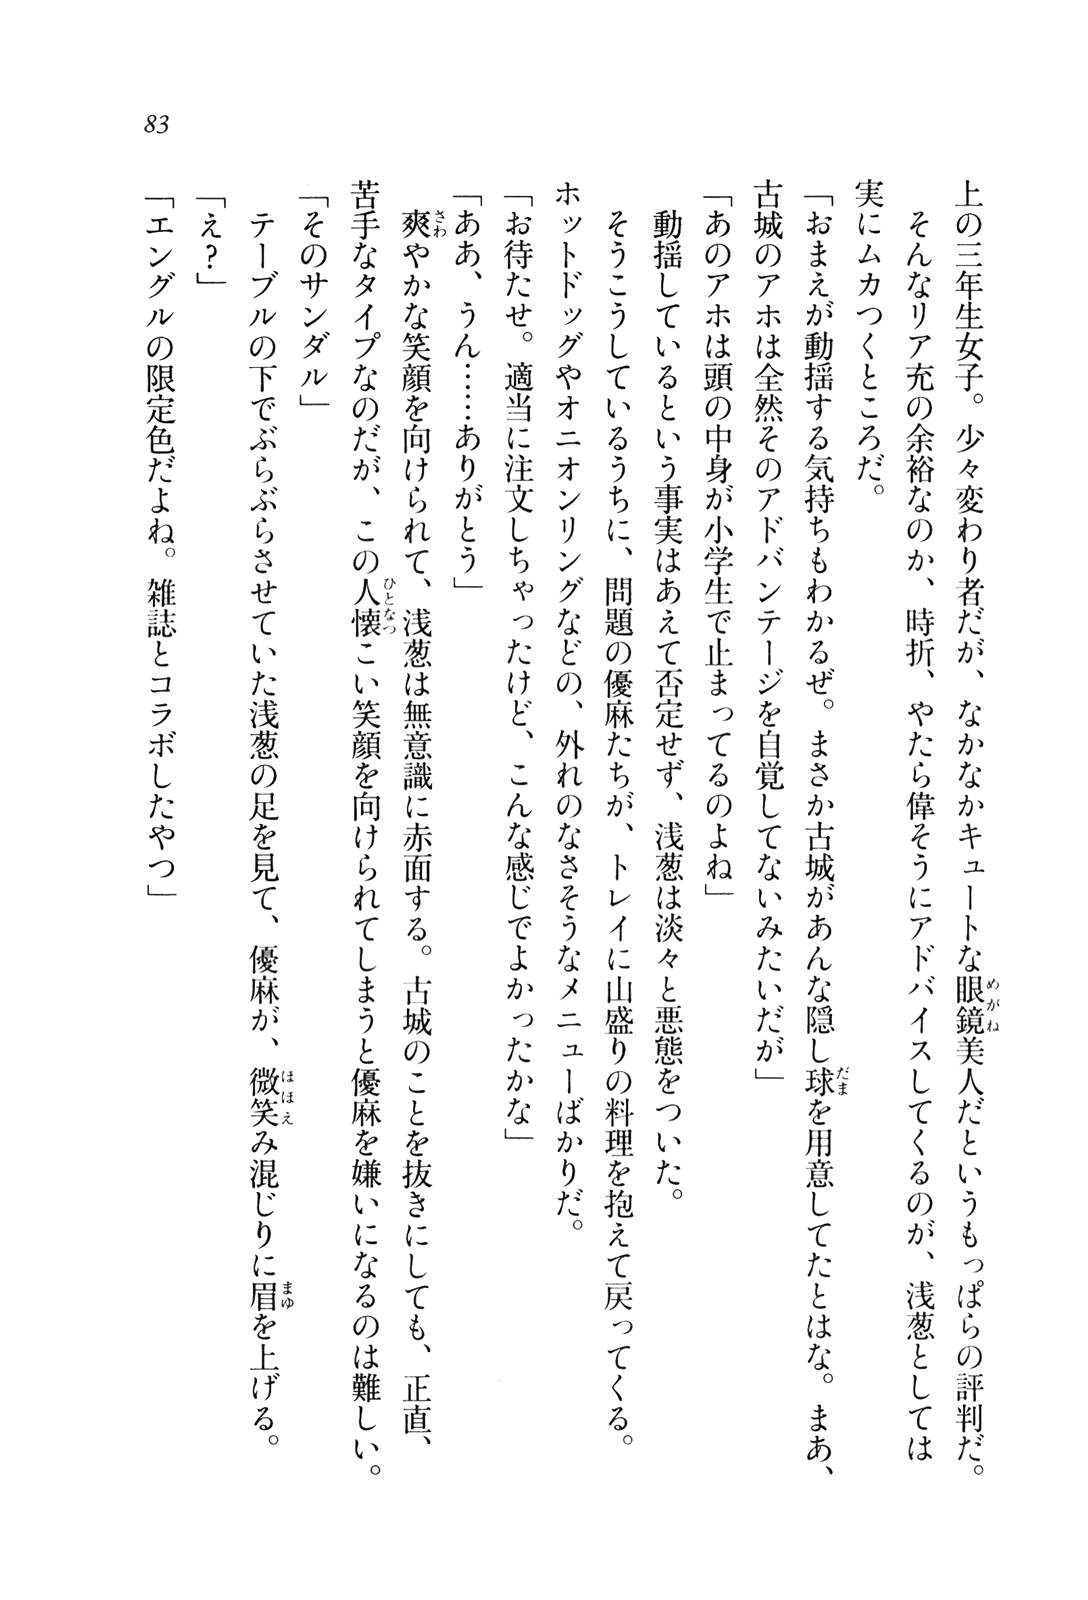 83
上の三年生女子。少々変わり者だが、なかなかキュートな眼鏡美人だというもっぱらの評判だ。
そんなリア充の余裕なのか、時折、やたら偉そうにアドバイスしてくるのが、浅葱としては
実にムカつくところだ。
「おまえが動揺する気持ちもわかるぜ。まさか古城があんな隠し球を用意してたとはな。まあ、
古城のアホは全然そのアドバンテージを自覚してないみたいだが」
「あのアホは頭の中身が小学生で止まってるのよね」
動揺しているという事実はあえて否定せず、浅葱は淡々と悪態をついた。
そうこうしているうちに、問題の優麻たちが、トレイに山盛りの料理を抱えて戻ってくる。
ホットドッグやオニオンリングなどの、外れのなさそうなメニューばかりだ。
「お待たせ。適当に注文しちゃったけど、こんな感じでよかったかな」
「ああ、うん……ありがとう」
爽やかな笑顔を向けられて、浅葱は無意識に赤面する。古城のことを抜きにしても、正直、
苦手なタイプなのだが、この人懐こい笑顔を向けられてしまうと優麻を嫌いになるのは難しい。
「そのサンダル」
テーブルの下でぶらぶらさせていた浅葱の足を見て、優麻が、微笑み混じりに眉を上げる。
「え？」
「エングルの限定色だよね。雑誌とコラボしたやつ」